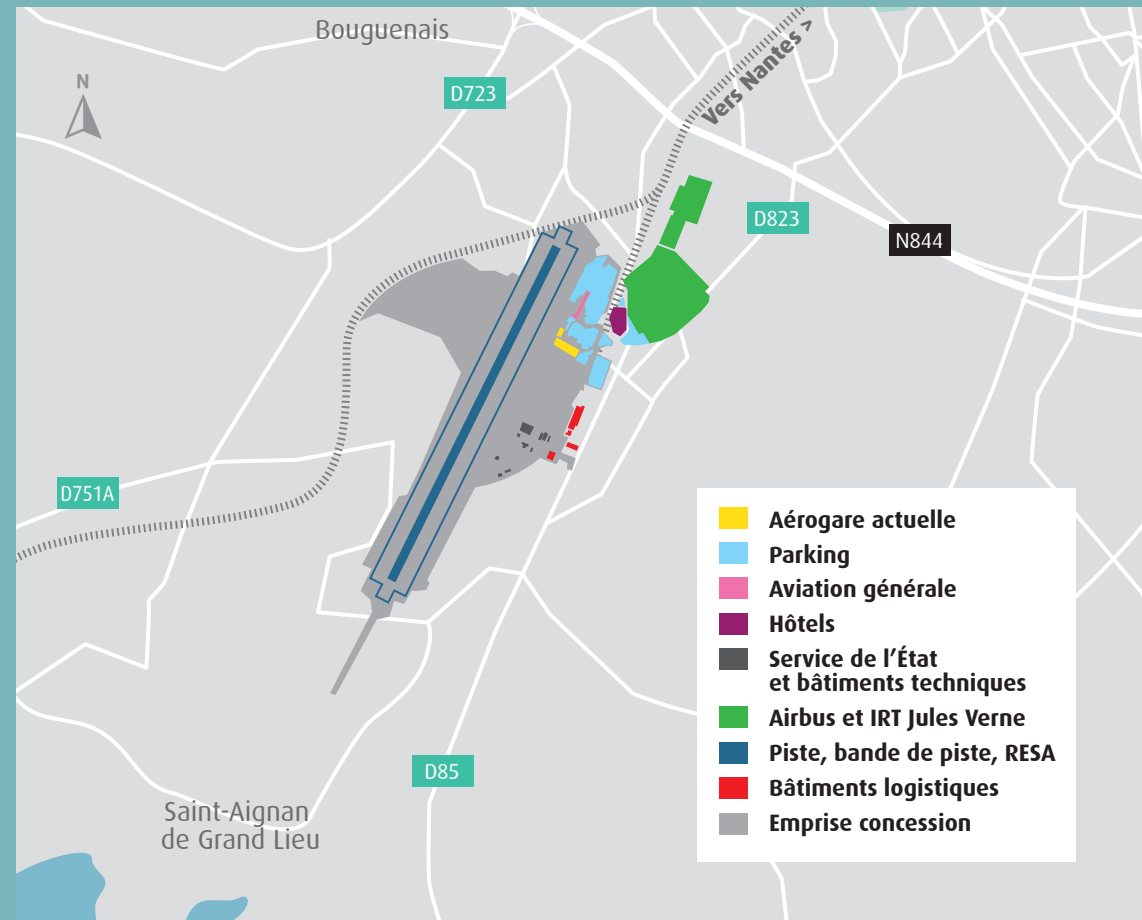 Bouguenais
Vers Nantes >
N
D723
D823
N844
D751A
Aérogare actuelle
Parking
Aviation générale
Hôtels
Service de l'État
et bâtiments techniques
Airbus et IRT Jules Verne
Piste, bande de piste, RESA
Bâtiments logistiques
Emprise concession
D85
Saint-Aignan
de Grand Lieu